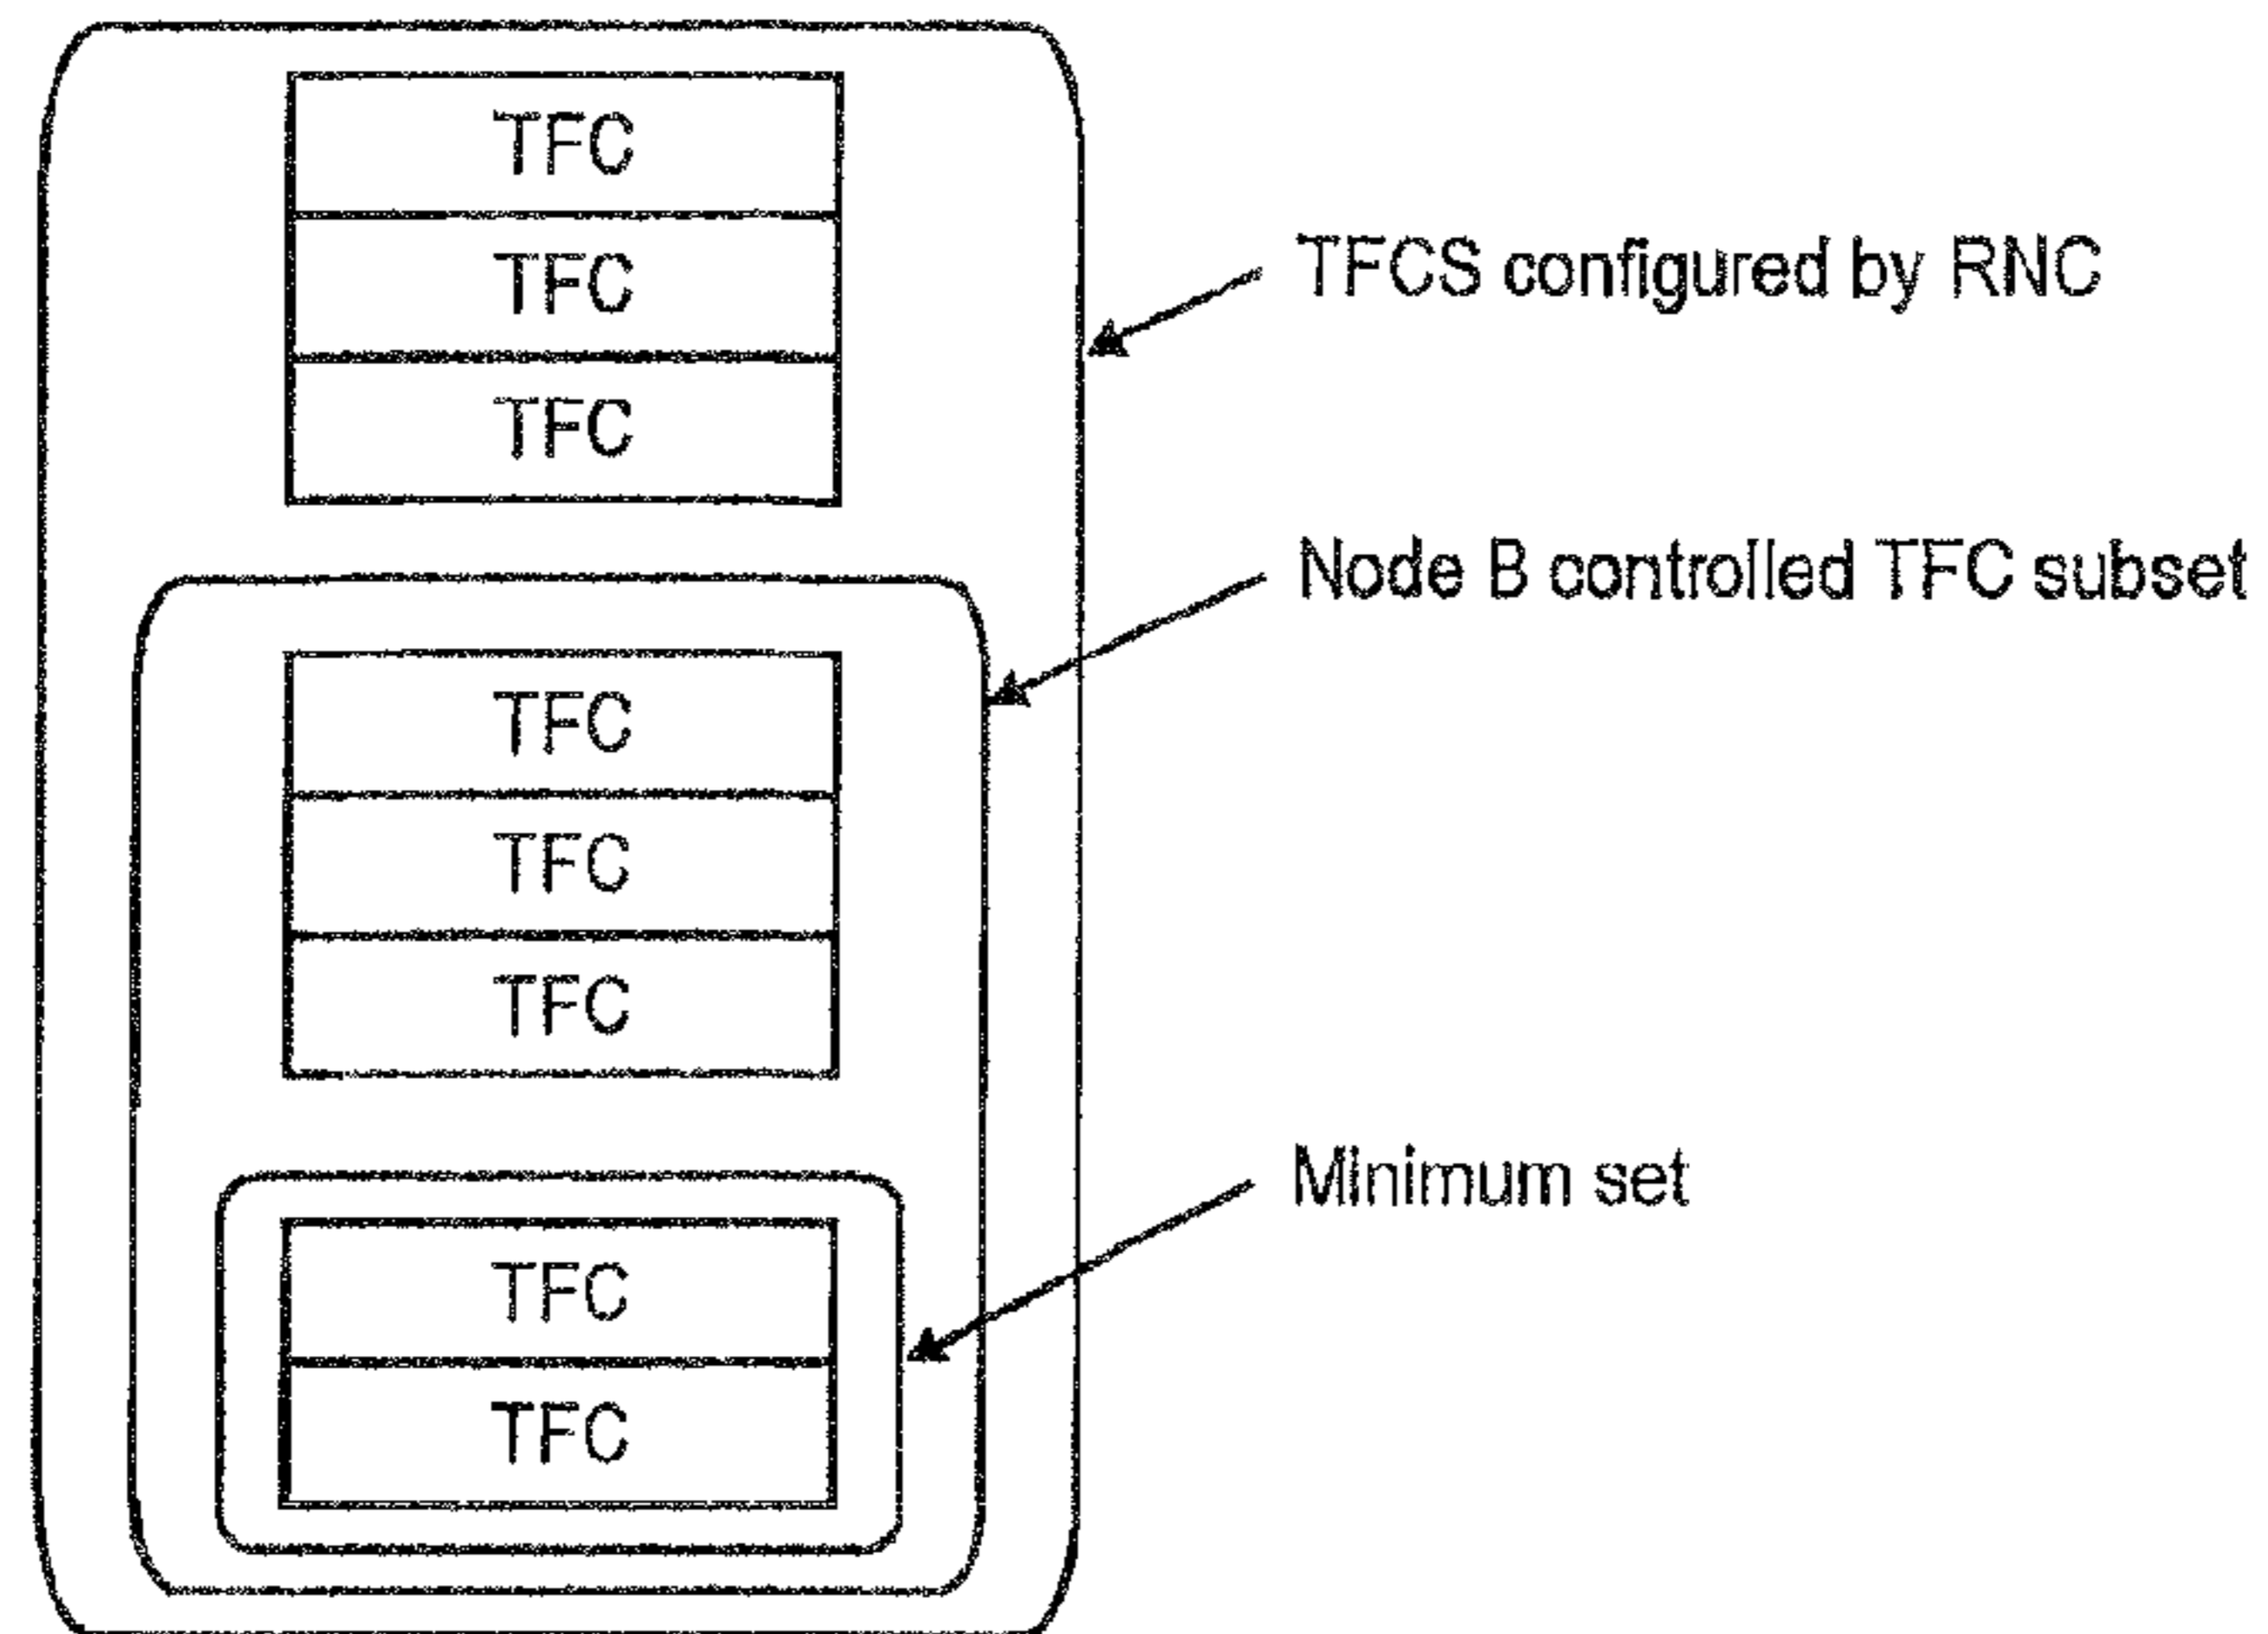 TFC
TFC
TFC
TFCS configured by RNC
Node B controlled TFC subset
TFC
TFC
TFC
Minimum set
TFC
TFC